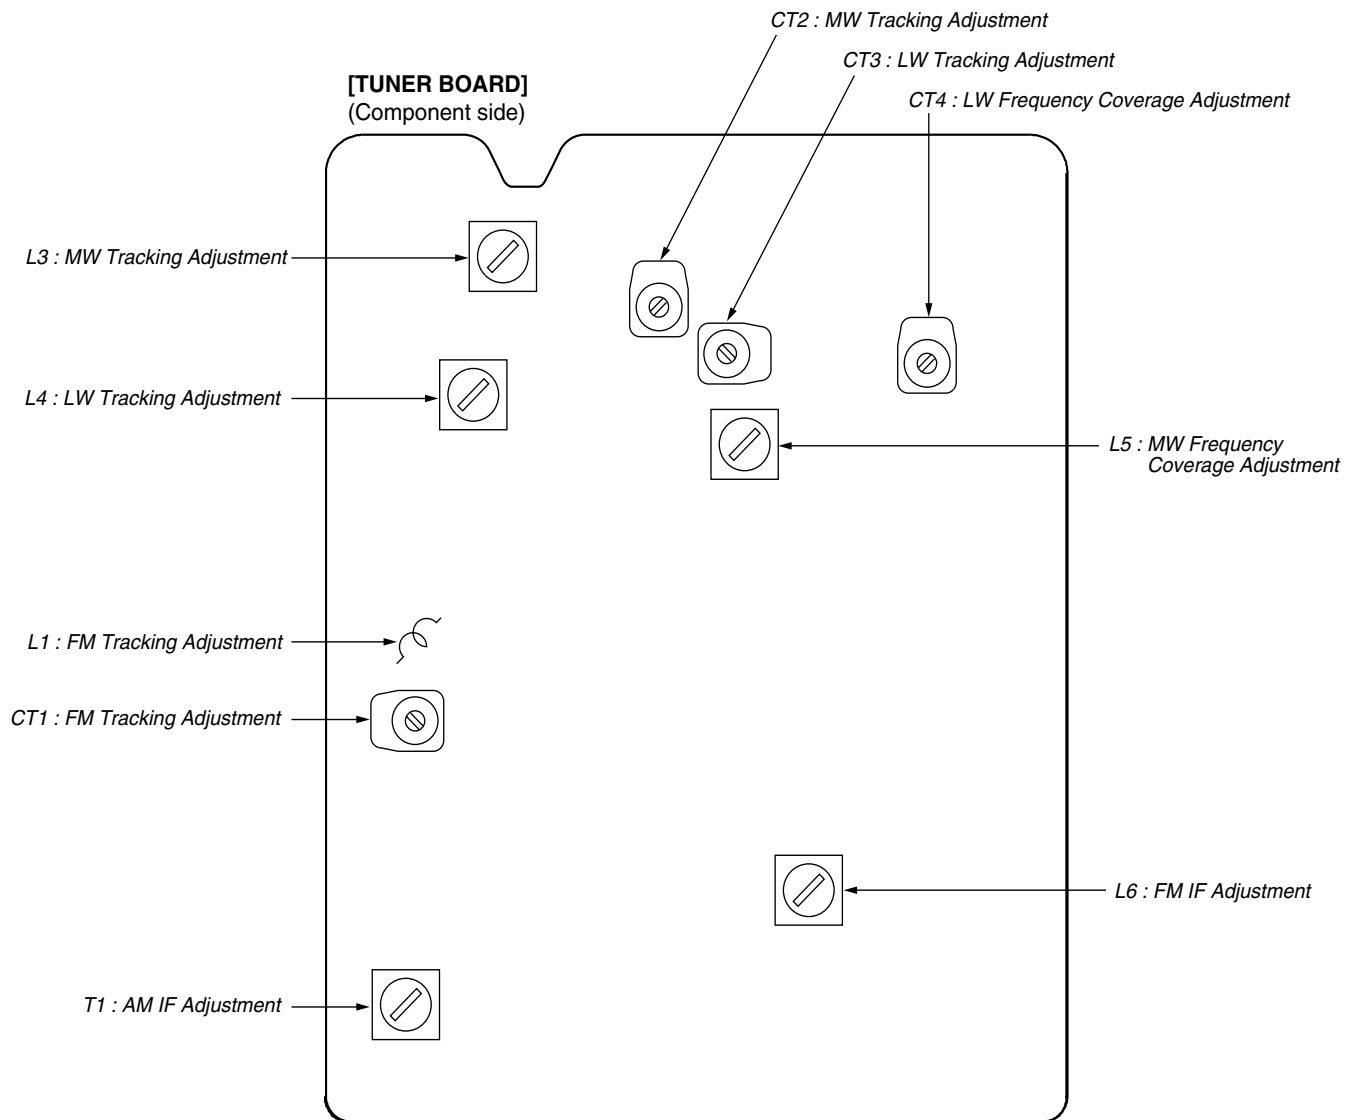 CT2 : MW Tracking Adjustment
CT3 : LW Tracking Adjustment
[TUNER BOARD]
(Component side)
CT4 : LW Frequency Coverage Adjustment
L3 : MW Tracking Adjustment
L4 : LW Tracking Adjustment
L5 : MW Frequency
Coverage Adjustment
L1 : FM Tracking Adjustment
CT1 : FM Tracking Adjustment
L6 : FM IF Adjustment
T1 : AM IF Adjustment